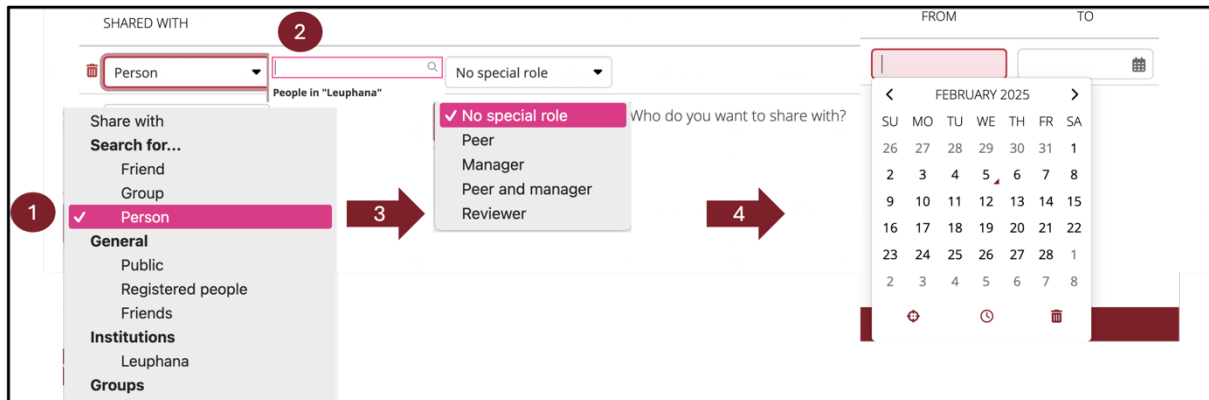 SHARED WITH
2
FROM TO
Person
No special role
People in "Leuphana"
1
Share with
Search for...
Friend
Group
✓ Person
General
Public
Registered people
Friends
Institutions
Leuphana
Groups
3
✓ No special role
Peer
Manager
Peer and manager
Reviewer
Who do you want to share with?
4
FEBRUARY 2025
SU MO TU WE TH FR SA
26 27 28 29 30 31 1
2 3 4 5 6 7 8
9 10 11 12 13 14 15
16 17 18 19 20 21 22
23 24 25 26 27 28 1
2 3 4 5 6 7 8